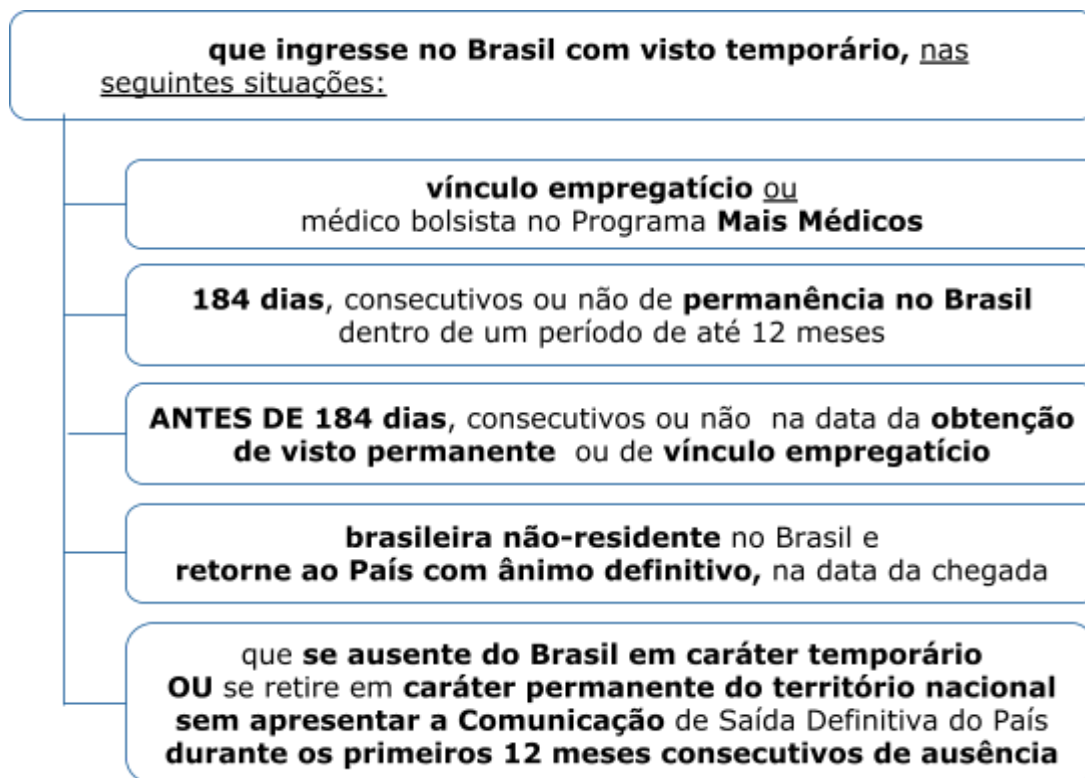 que ingresse no Brasil com visto temporário, nas
seguintes situações:
vínculo empregatício ou
médico bolsista no Programa Mais Médicos
184 dias, consecutivos ou não de permanência no Brasil
dentro de um período de até 12 meses
ANTES DE 184 dias, consecutivos ou não na data da obtenção
de visto permanente ou de vínculo empregatício
brasileira não-residente no Brasil e
retorne ao País com ânimo definitivo, na data da chegada
que se ausente do Brasil em caráter temporário
OU se retire em caráter permanente do território nacional
sem apresentar a Comunicação de Saída Definitiva do País
durante os primeiros 12 meses consecutivos de ausência